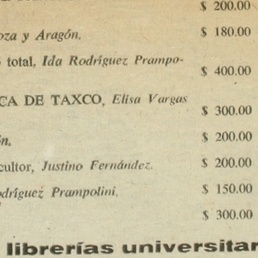 $ 200.00
oza y Aragón. $ 180.00
total, Ida Rodríguez Prampo-
$ 400.00
CA DE TAXCO, Elisa Vargas
$ 300.00
ón. $ 200.00
cultor, Justino Fernández. $ 200.00
odríguez Prampolini. $ 150.00
$ 300.00
librerías universitar